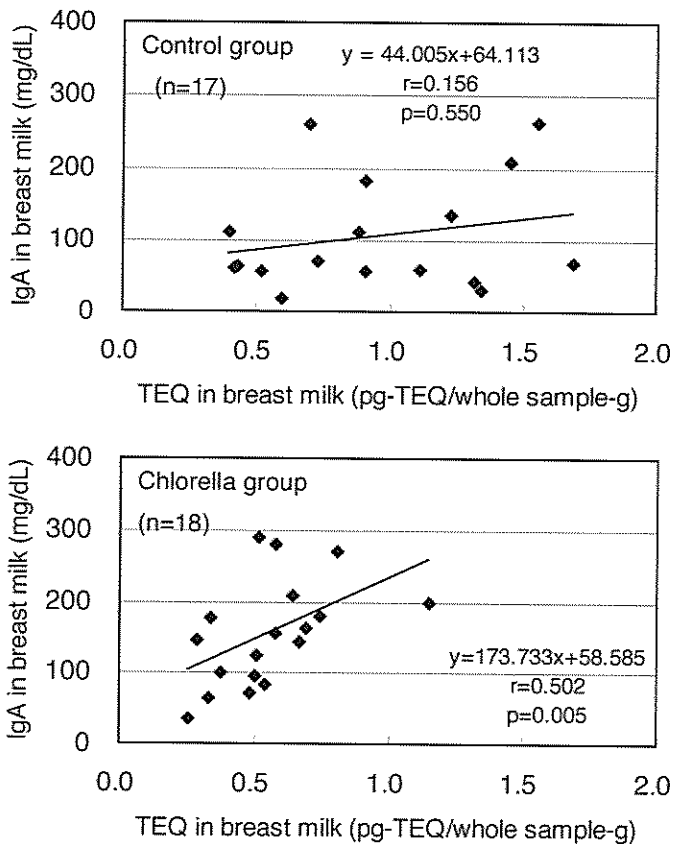 400
Control group
y = 44.005x+64.113
(n=17)
r=0.156
300
p=0.550
200
100
0
0.0 0.5 1.0 1.5 2.0
IgA in breast milk (mg/dL)
TEQ in breast milk (pg-TEQ/whole sample-g)
400
Chlorella group
(n=18)
300
200
y=173.733x+58.585
100
r=0.502
p=0.005
0
0.0 0.5 1.0 1.5 2.0
IgA in breast milk (mg/dL)
TEQ in breast milk (pg-TEQ/whole sample-g)